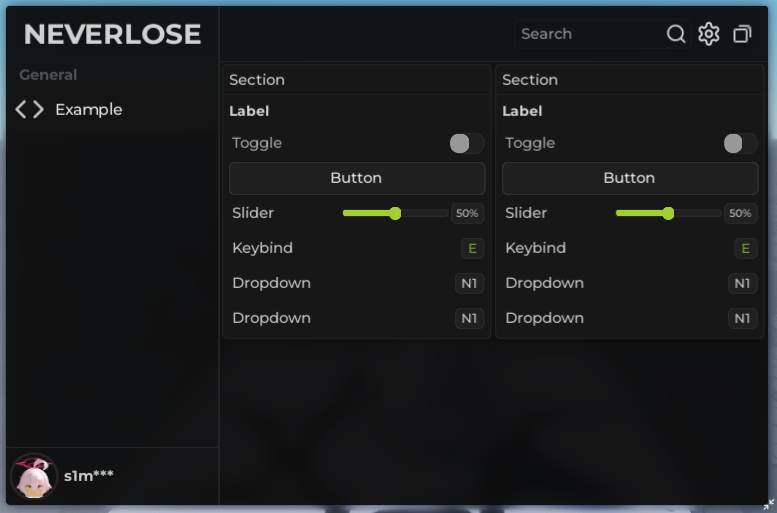 NEVERLOSE
General
Example
s1m***
Search
Section
Label
Toggle
Button
Slider 50%
Keybind E
Dropdown N1
Dropdown N1
Section
Label
Toggle
Button
Slider 50%
Keybind E
Dropdown N1
Dropdown N1